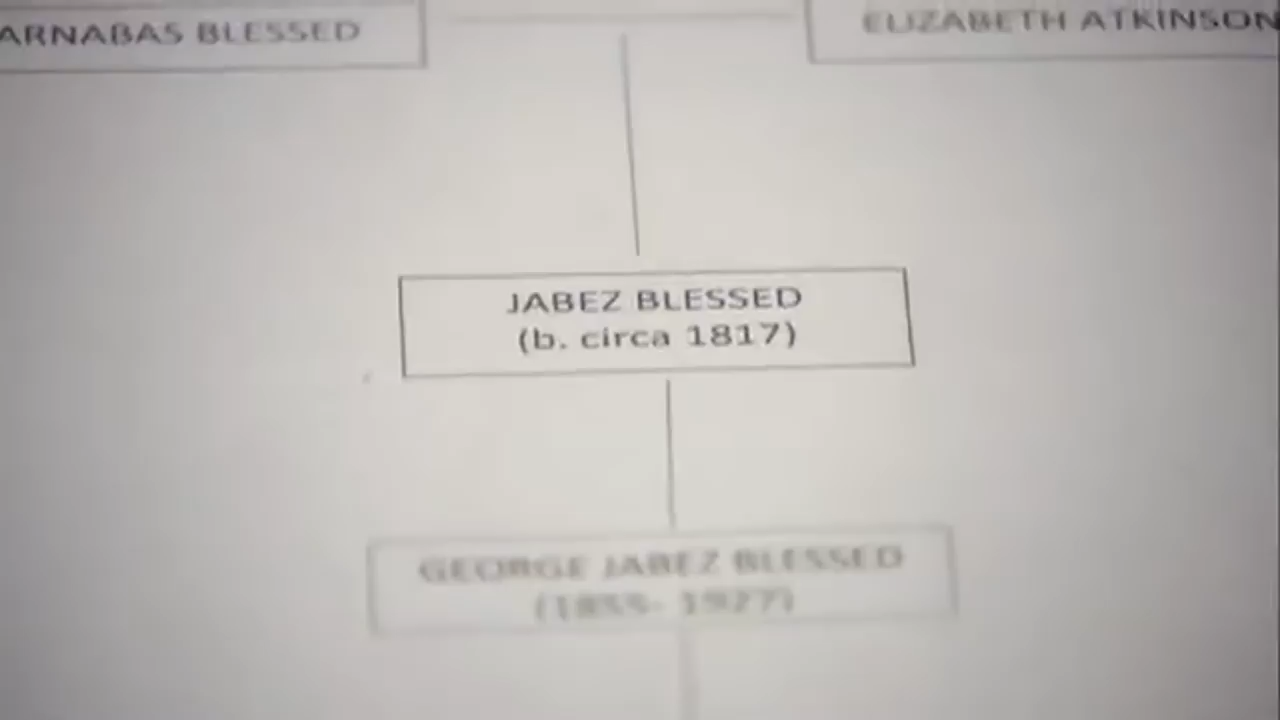 ARNABAS BLESSED
ELIZABETH ATKINSON
JABEZ BLESSED
(b. circa 1817)
GEORGE JABEZ BLESSED
(1855- 1927)